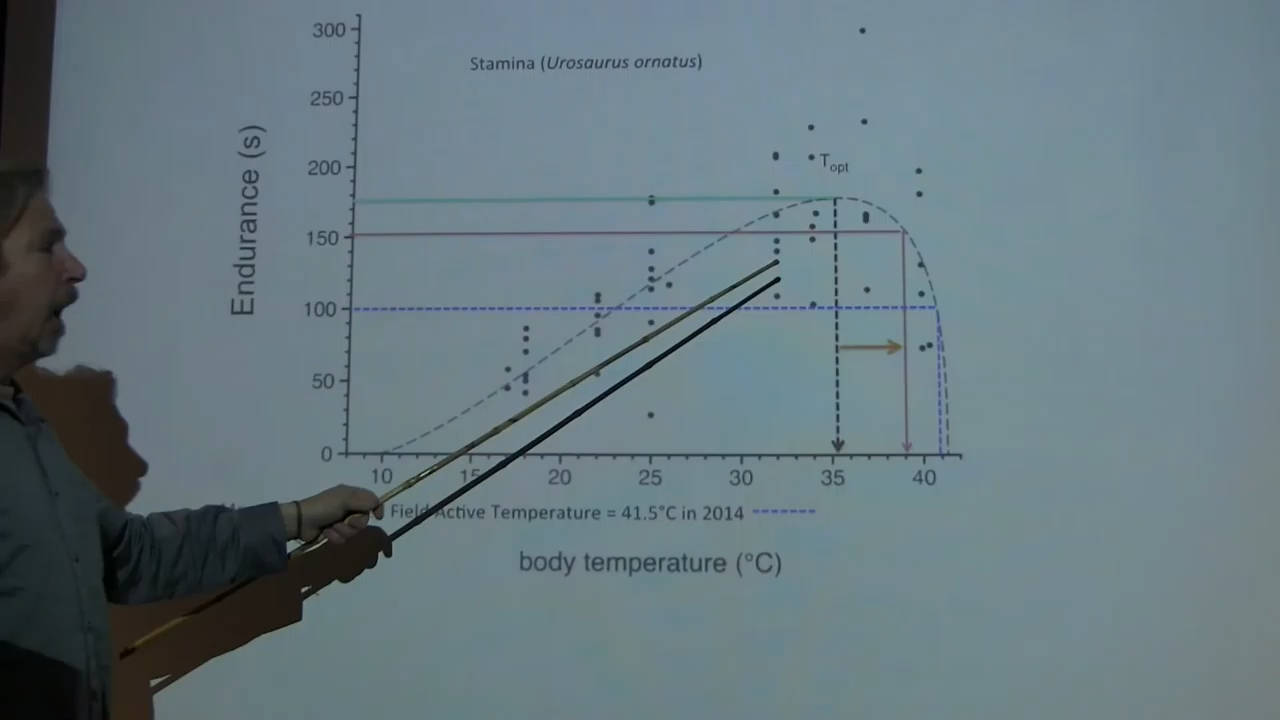 300
Stamina (Urosaurus ornatus)
250
200
Topt
150
100
50
0
10 15 20 25 30 35 40
Field Active Temperature = 41.5°C in 2014
body temperature (°C)
Endurance (s)